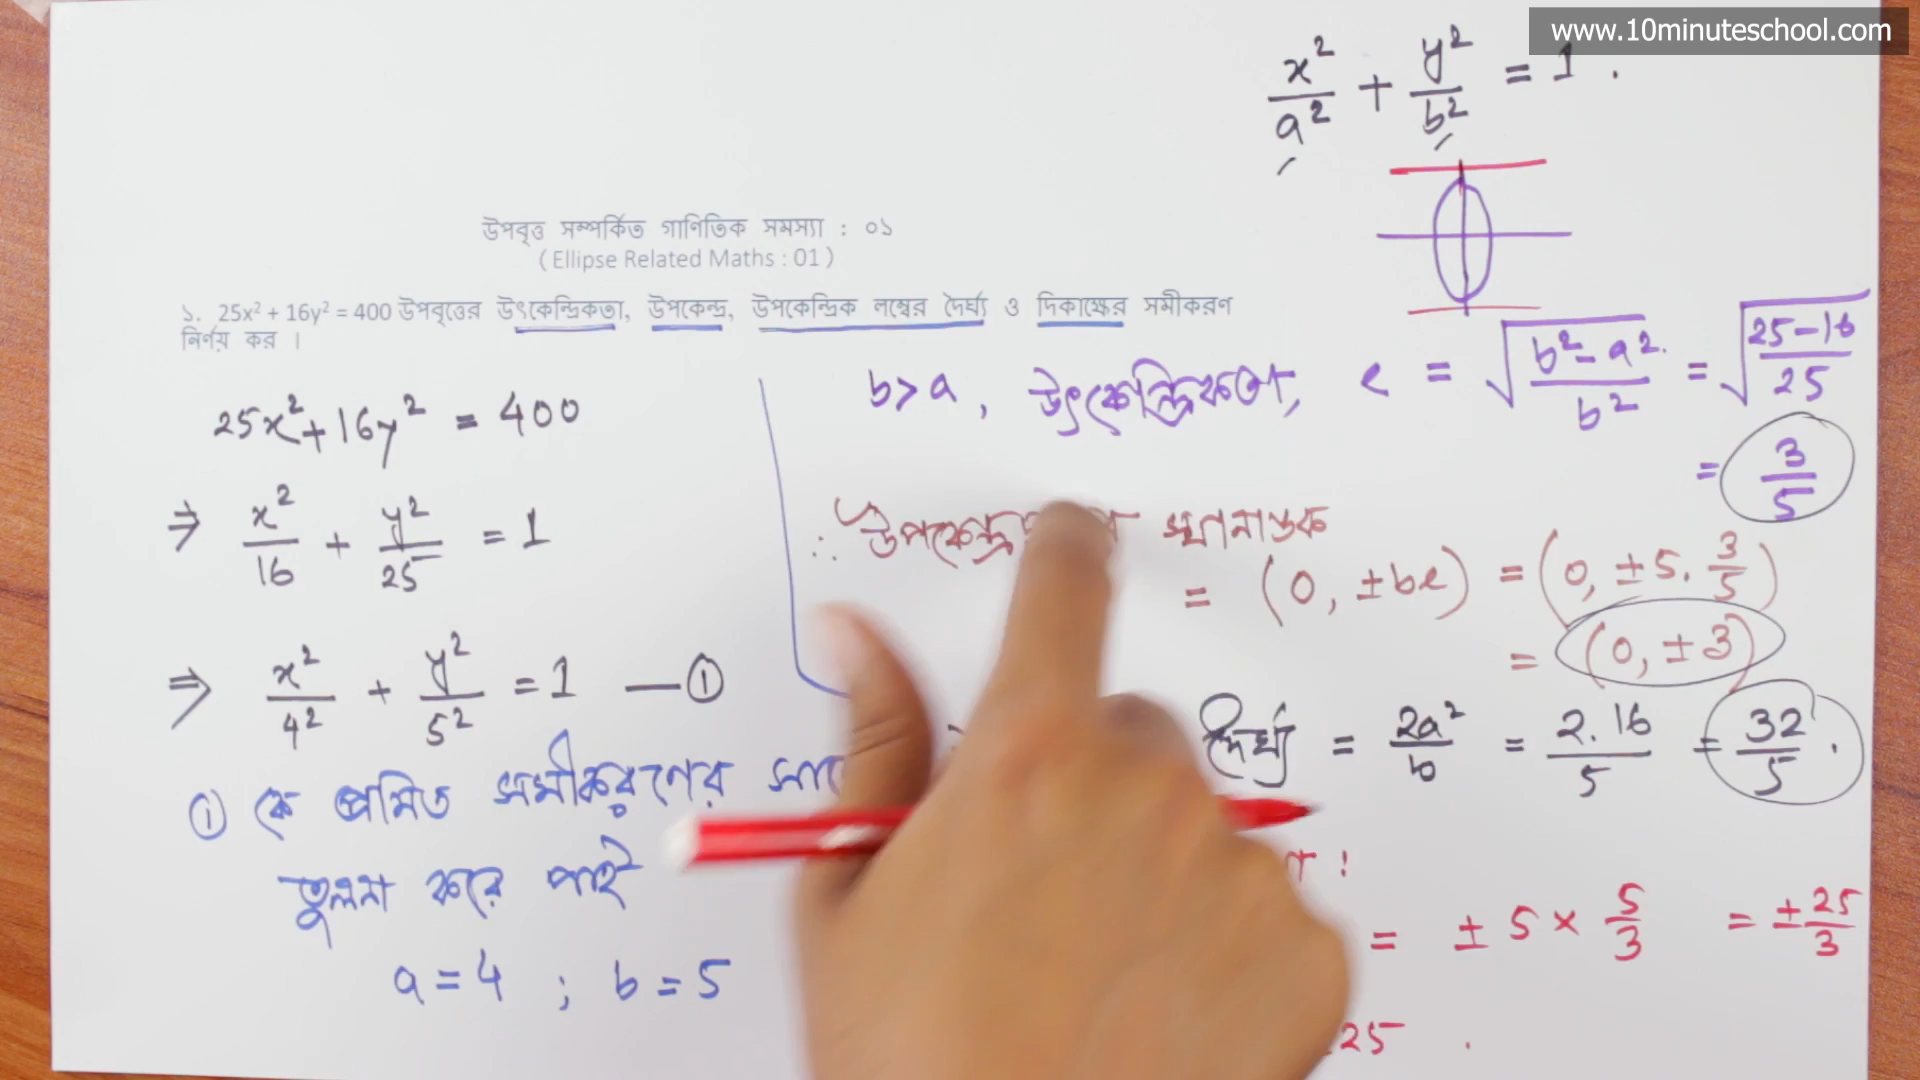 www.10minuteschool.com
x²/a² + y²/b² = 1 .
উপবৃত্ত সম্পর্কিত গাণিতিক সমস্যা : ০১
( Ellipse Related Maths : 01 )
১. 25x² + 16y² = 400 উপবৃত্তের উৎকেন্দ্রিকতা, উপকেন্দ্র, উপকেন্দ্রিক লম্বের দৈর্ঘ্য ও দিকাক্ষের সমীকরণ
নির্ণয় কর ।
25x² + 16y² = 400
⇒ x²/16 + y²/25 = 1
⇒ x²/4² + y²/5² = 1 — ①
① কে প্রমিত সমীকরণের
তুলনা করে পাই
a = 4 ; b = 5
b > a , উৎকেন্দ্রিকতা, e = √((b² - a²)/b²) = √((25 - 16)/25)
= 3/5
∴ স্থানাঙ্ক
= (0, ± be) = (0, ± 5. 3/5)
= (0, ± 3)
দৈর্ঘ্য = 2a²/b = 2.16/5 = 32/5 .
= ± 5 × 5/3 = ± 25/3
25 .